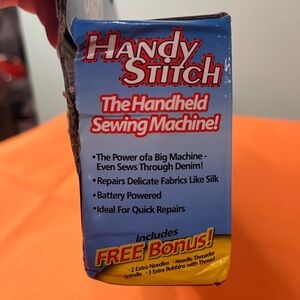 HANDY
STITCH
The Handheld
Sewing Machine!
•The Power ofa Big Machine -
Even Sews Through Denim!
•Repairs Delicate Fabrics Like Silk
•Battery Powered
•Ideal For Quick Repairs
includes
FREE Bonus!
•2 Extra Needles •Needle Threader
•Spindle •3 Extra Bobbins with Thread